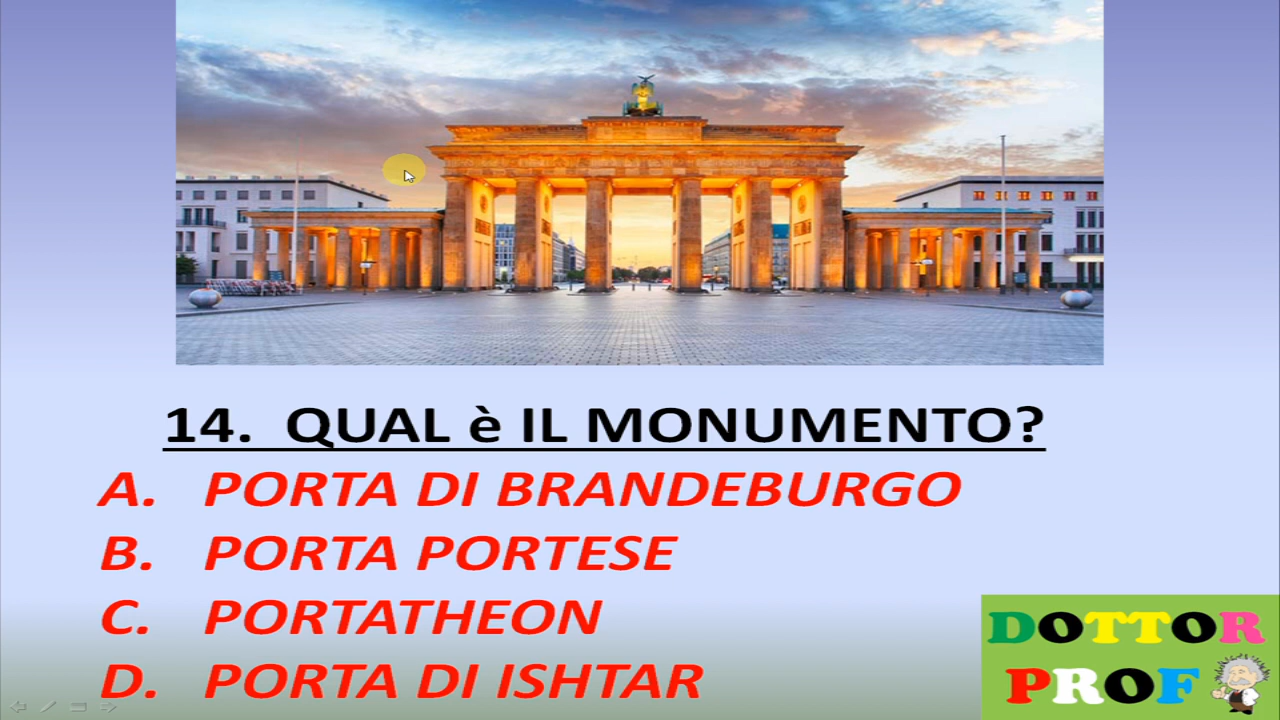 14. QUAL è IL MONUMENTO?
A. PORTA DI BRANDEBURGO
B. PORTA PORTESE
C. PORTATHEON
D. PORTA DI ISHTAR
DOTTOR
PROF